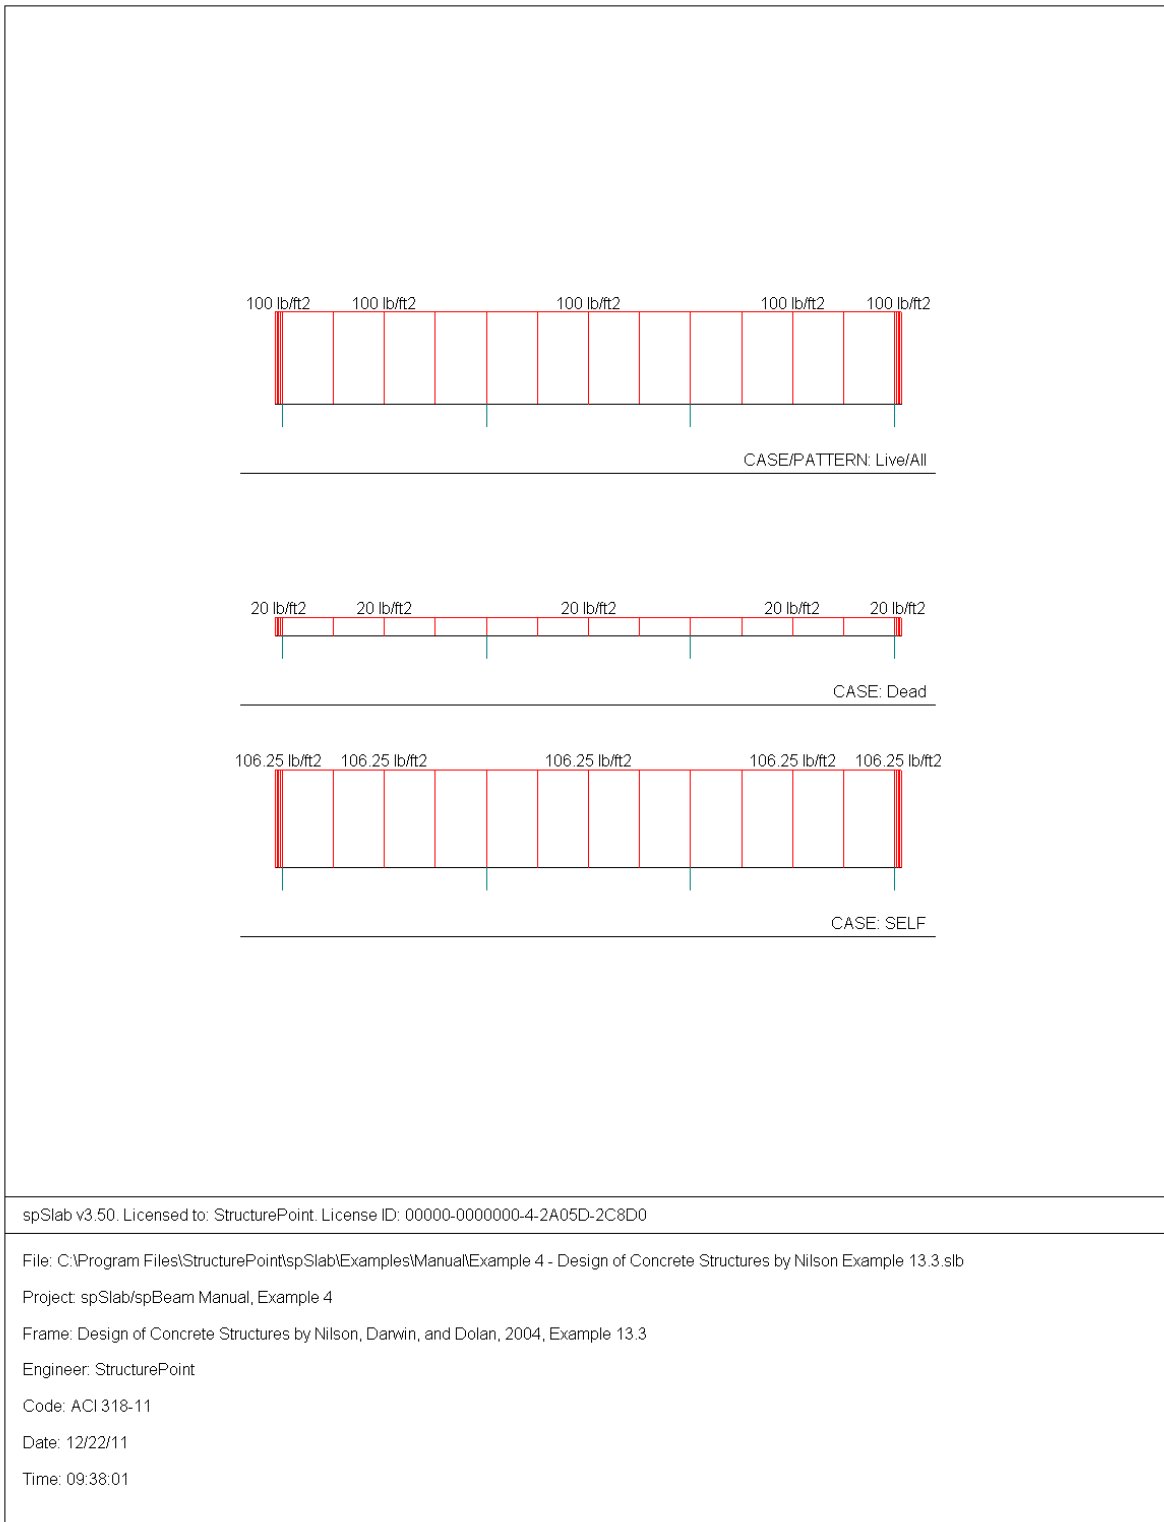 100 lb/ft2 100 lb/ft2 100 lb/ft2 100 lb/ft2 100 lb/ft2
CASE/PATTERN: Live/All
20 lb/ft2 20 lb/ft2 20 lb/ft2 20 lb/ft2 20 lb/ft2
CASE: Dead
106.25 lb/ft2 106.25 lb/ft2 106.25 lb/ft2 106.25 lb/ft2 106.25 lb/ft2
CASE: SELF
spSlab v3.50. Licensed to: StructurePoint. License ID: 00000-0000000-4-2A05D-2C8D0
File: C:\Program Files\StructurePoint\spSlab\Examples\Manual\Example 4 - Design of Concrete Structures by Nilson Example 13.3.slb
Project: spSlab/spBeam Manual, Example 4
Frame: Design of Concrete Structures by Nilson, Darwin, and Dolan, 2004, Example 13.3
Engineer: StructurePoint
Code: ACI 318-11
Date: 12/22/11
Time: 09:38:01